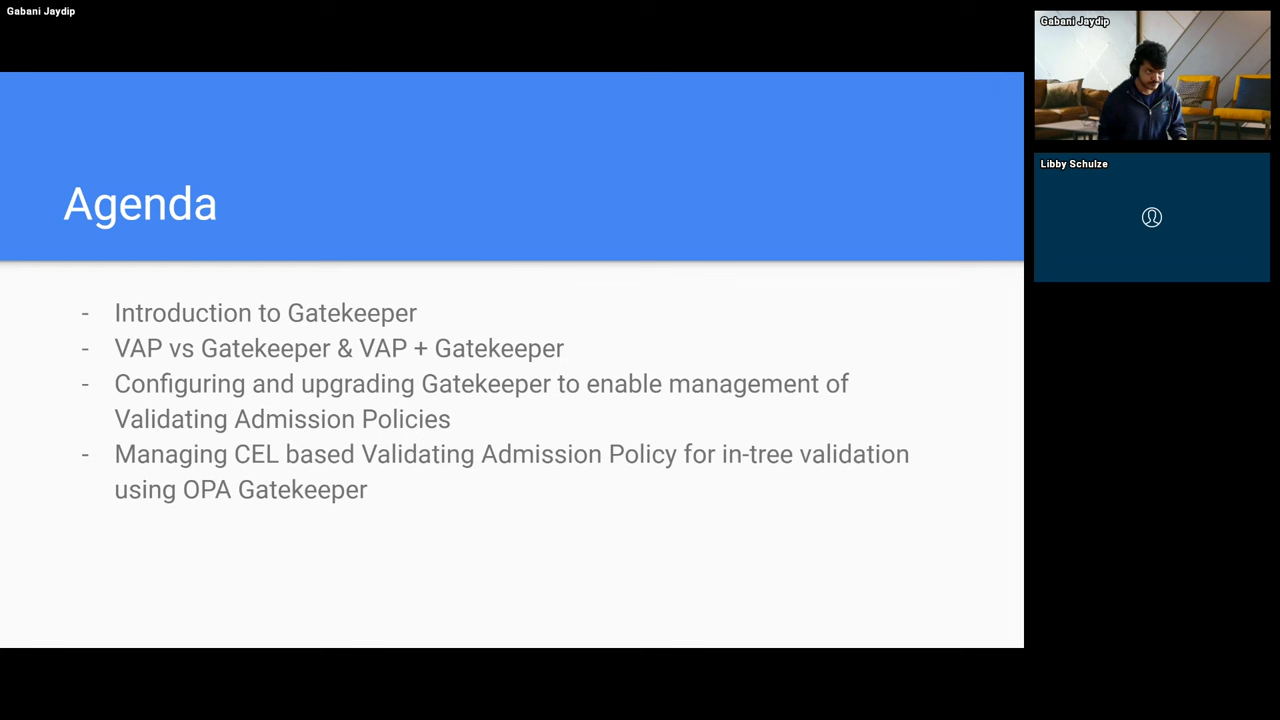 Gabani Jaydip
Gabani Jaydip
Libby Schulze
Agenda
- Introduction to Gatekeeper
- VAP vs Gatekeeper & VAP + Gatekeeper
- Configuring and upgrading Gatekeeper to enable management of
Validating Admission Policies
- Managing CEL based Validating Admission Policy for in-tree validation
using OPA Gatekeeper